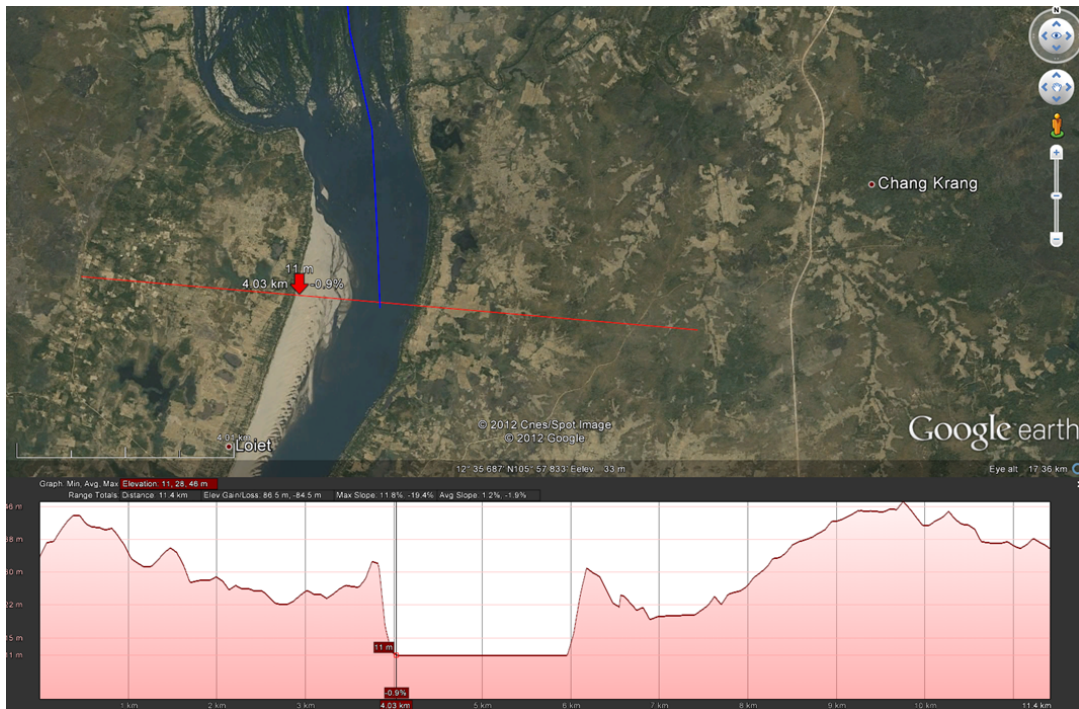 N
Chang Krang
11 m
4.03 km -0.9%
Loiet
© 2012 Cnes/Spot Image
© 2012 Google
Google earth
12°35'687' N105°57'833' Eelev 33 m
Eye alt 17.36 km
Graph: Min, Avg, Max Elevation: 11, 28, 46 m
Range Totals: Distance: 11.4 km Elev Gain/Loss: 86.5 m, -84.5 m Max Slope: 11.8%, -19.4% Avg Slope: 1.2%, -1.9%
46 m
38 m
30 m
22 m
15 m
11 m
11 m
-0.9%
1 km 2 km 3 km 4.03 km 5 km 6 km 7 km 8 km 9 km 10 km 11.4 km